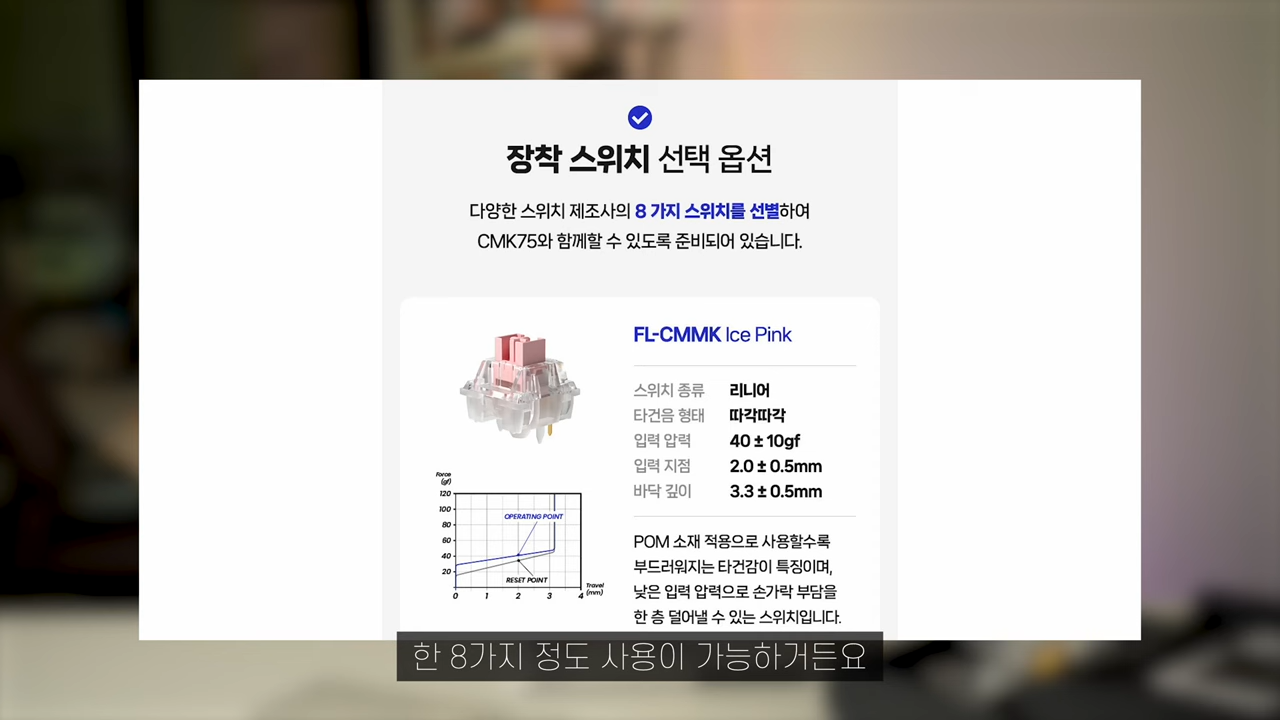 장착 스위치 선택 옵션
다양한 스위치 제조사의 8 가지 스위치를 선별하여
CMK75와 함께할 수 있도록 준비되어 있습니다.
FL-CMMK Ice Pink
스위치 종류 리니어
타건음 형태 따각따각
입력 압력 40 ± 10gf
입력 지점 2.0 ± 0.5mm
바닥 깊이 3.3 ± 0.5mm
Force
(gf)
120
100
80
60
40
20
OPERATING POINT
RESET POINT
0 1 2 3 4
Travel
(mm)
POM 소재 적용으로 사용할수록
부드러워지는 타건감이 특징이며,
낮은 입력 압력으로 손가락 부담을
한 층 덜어낼 수 있는 스위치입니다.
한 8가지 정도 사용이 가능하거든요